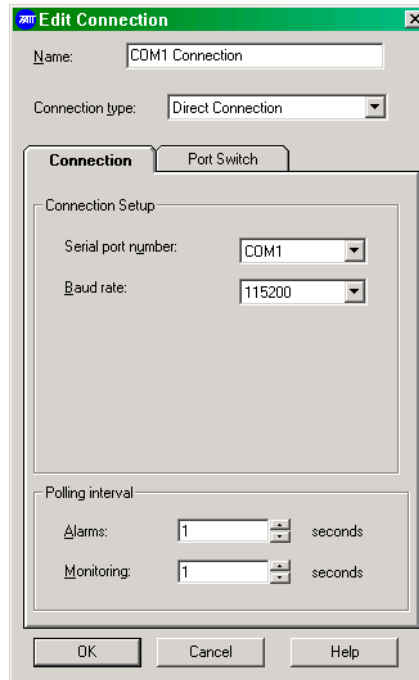 TAIT Edit Connection
Name: COM1 Connection
Connection type: Direct Connection
Connection Port Switch
Connection Setup
Serial port number: COM1
Baud rate: 115200
Polling interval
Alarms: 1 seconds
Monitoring: 1 seconds
OK Cancel Help